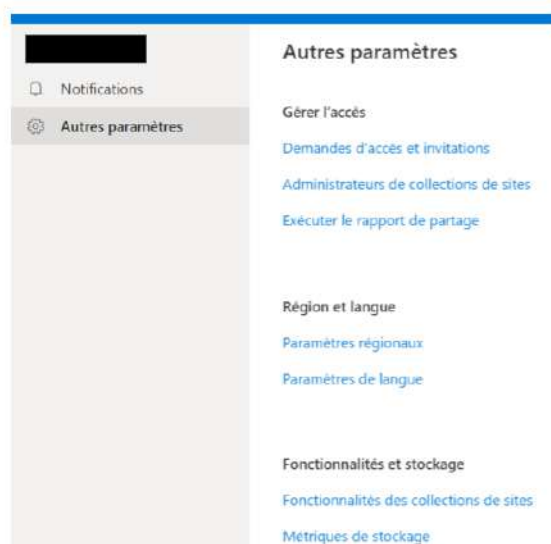 Notifications
Autres paramètres
Autres paramètres
Gérer l'accès
Demandes d'accès et invitations
Administrateurs de collections de sites
Exécuter le rapport de partage
Région et langue
Paramètres régionaux
Paramètres de langue
Fonctionnalités et stockage
Fonctionnalités des collections de sites
Métriques de stockage